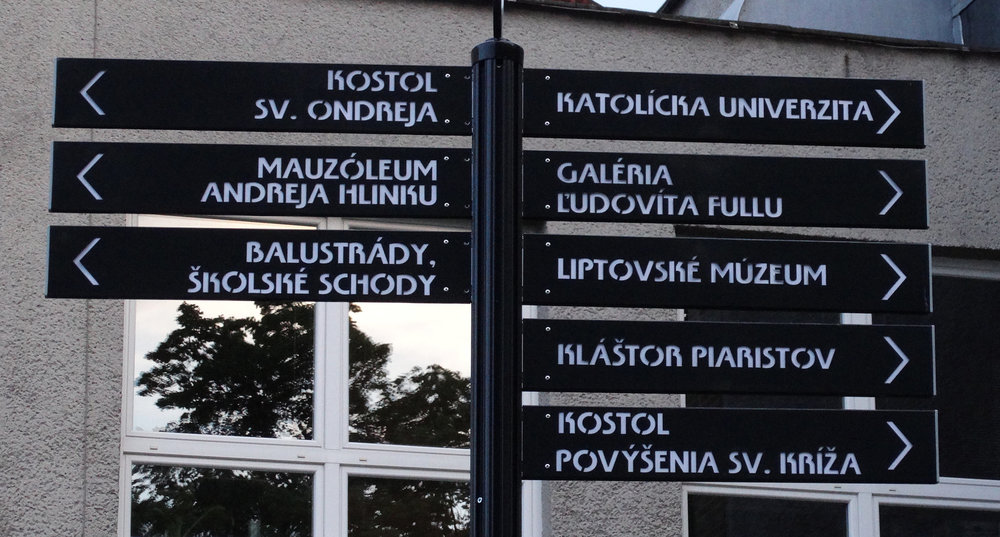 KOSTOL
SV. ONDREJA
MAUZÓLEUM
ANDREJA HLINKU
BALUSTRÁDY,
ŠKOLSKÉ SCHODY
KATOLÍCKA UNIVERZITA
GALÉRIA
ĽUDOVÍTA FULLU
LIPTOVSKÉ MÚZEUM
KLÁŠTOR PIARISTOV
KOSTOL
POVÝŠENIA SV. KRÍŽA